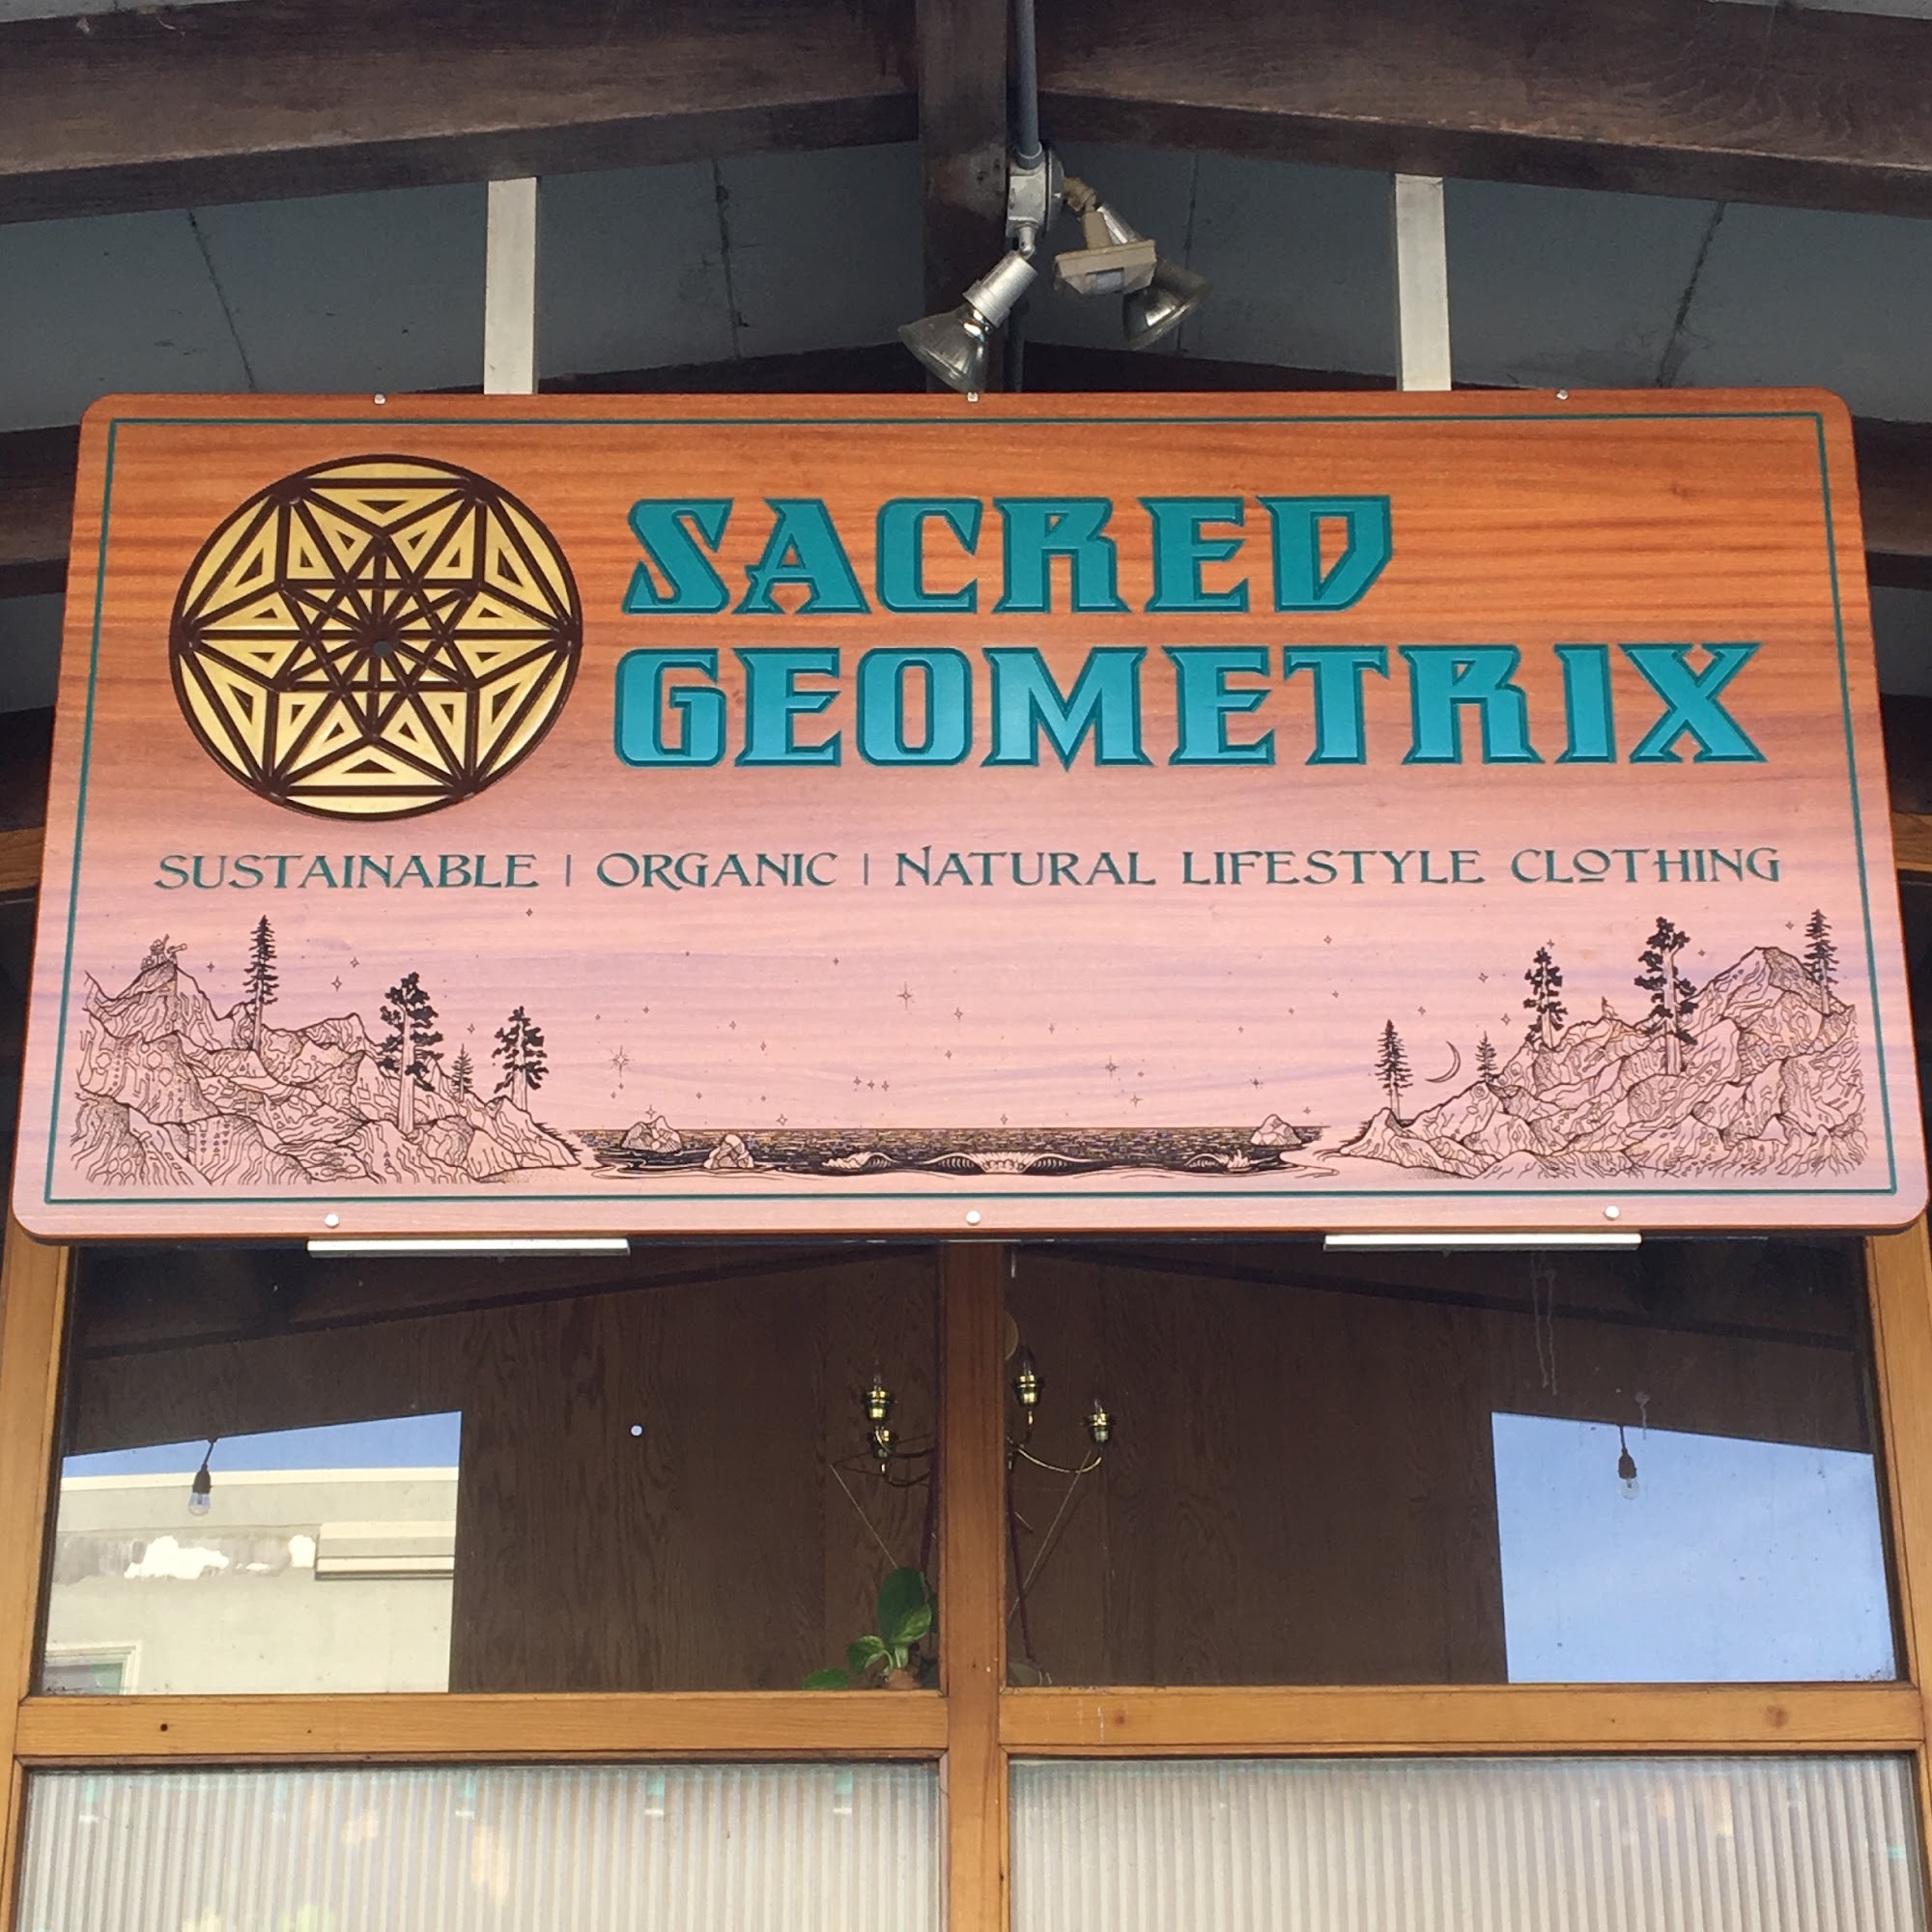 SACRED
GEOMETRIX
SUSTAINABLE | ORGANIC | NATURAL LIFESTYLE CLOTHING